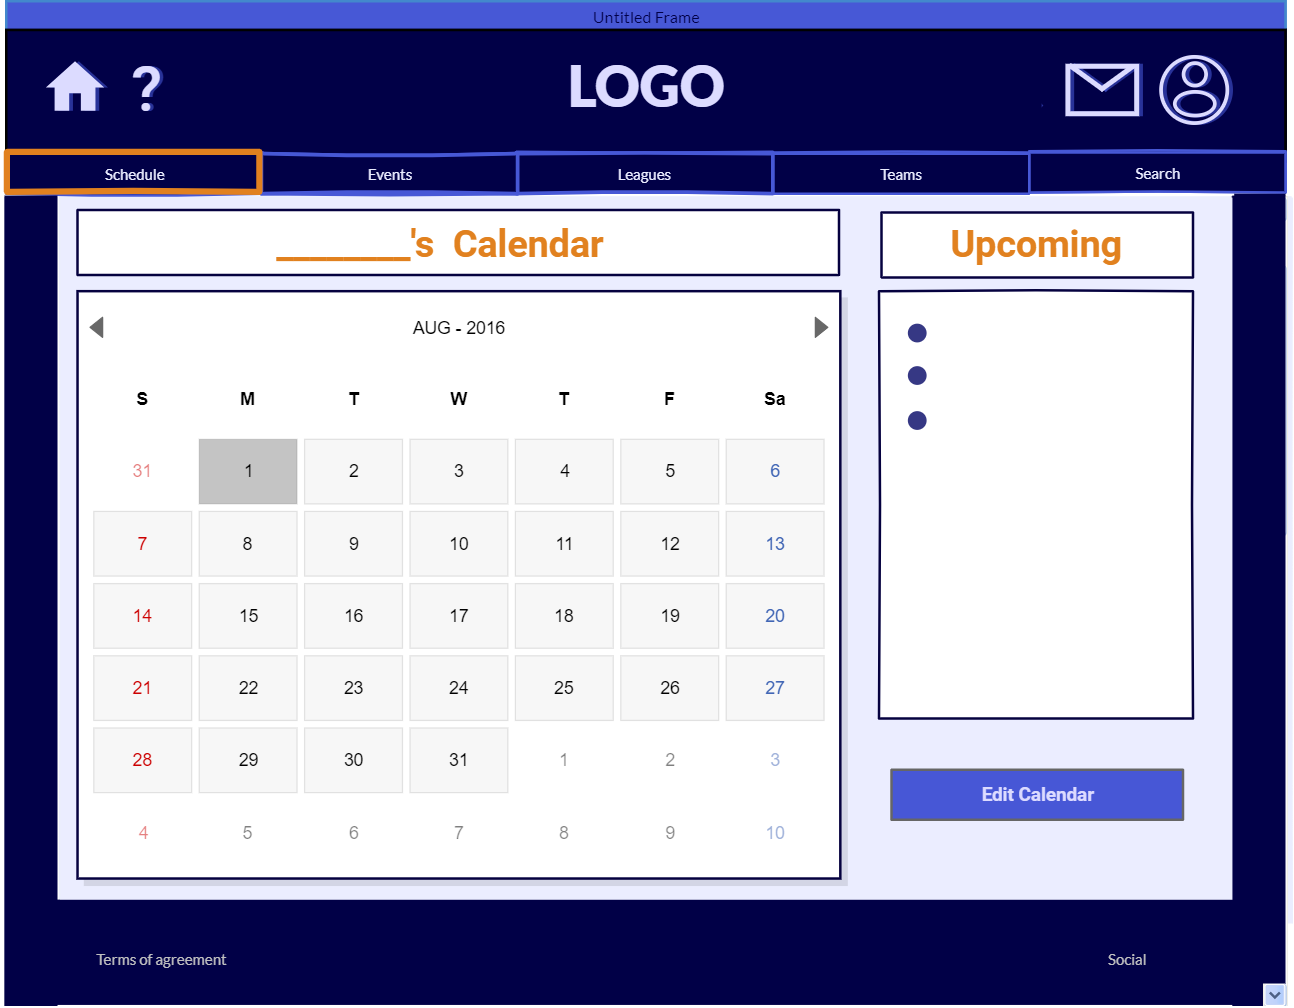 Untitled Frame
?
LOGO
Schedule Events Leagues Teams Search
________'s Calendar
Upcoming
AUG - 2016
S M T W T F Sa
31 1 2 3 4 5 6
7 8 9 10 11 12 13
14 15 16 17 18 19 20
21 22 23 24 25 26 27
28 29 30 31 1 2 3
4 5 6 7 8 9 10
Edit Calendar
Terms of agreement
Social